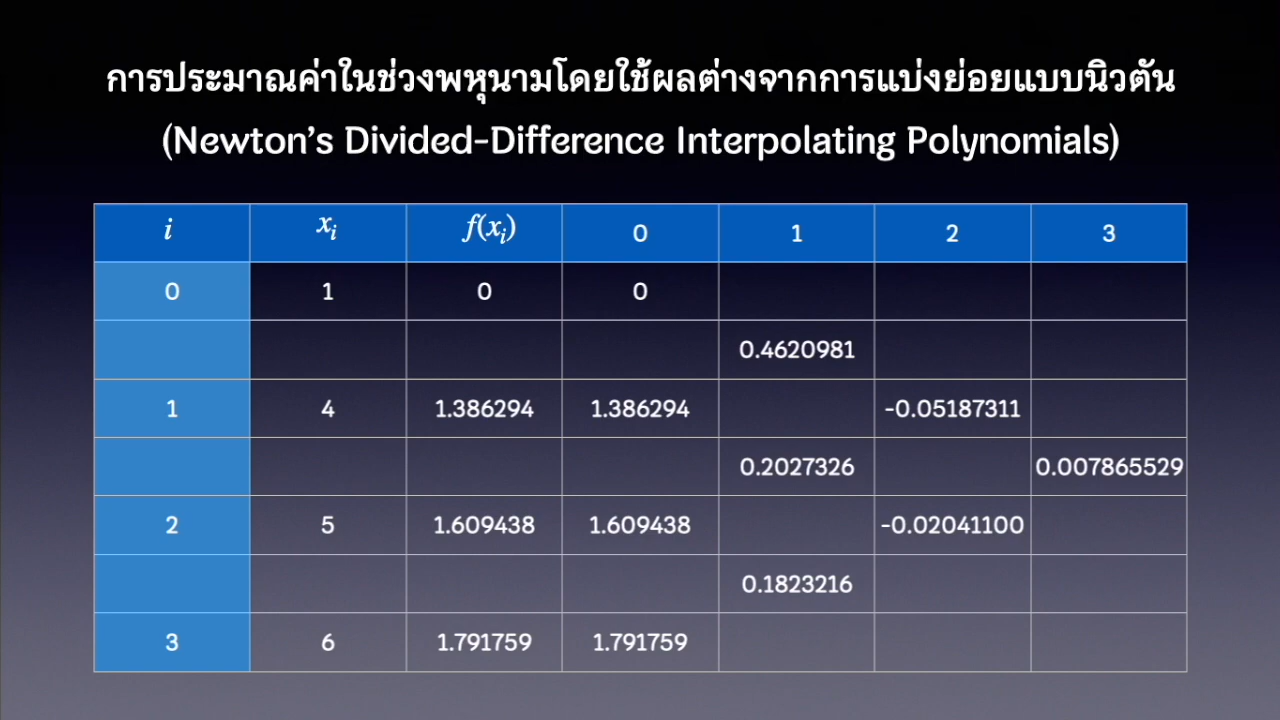 การประมาณค่าในช่วงพหุนามโดยใช้ผลต่างจากการแบ่งย่อยแบบนิวตัน
(Newton's Divided-Difference Interpolating Polynomials)
i xᵢ f(xᵢ) 0 1 2 3
0 1 0 0
0.4620981
1 4 1.386294 1.386294 -0.05187311
0.2027326 0.007865529
2 5 1.609438 1.609438 -0.02041100
0.1823216
3 6 1.791759 1.791759